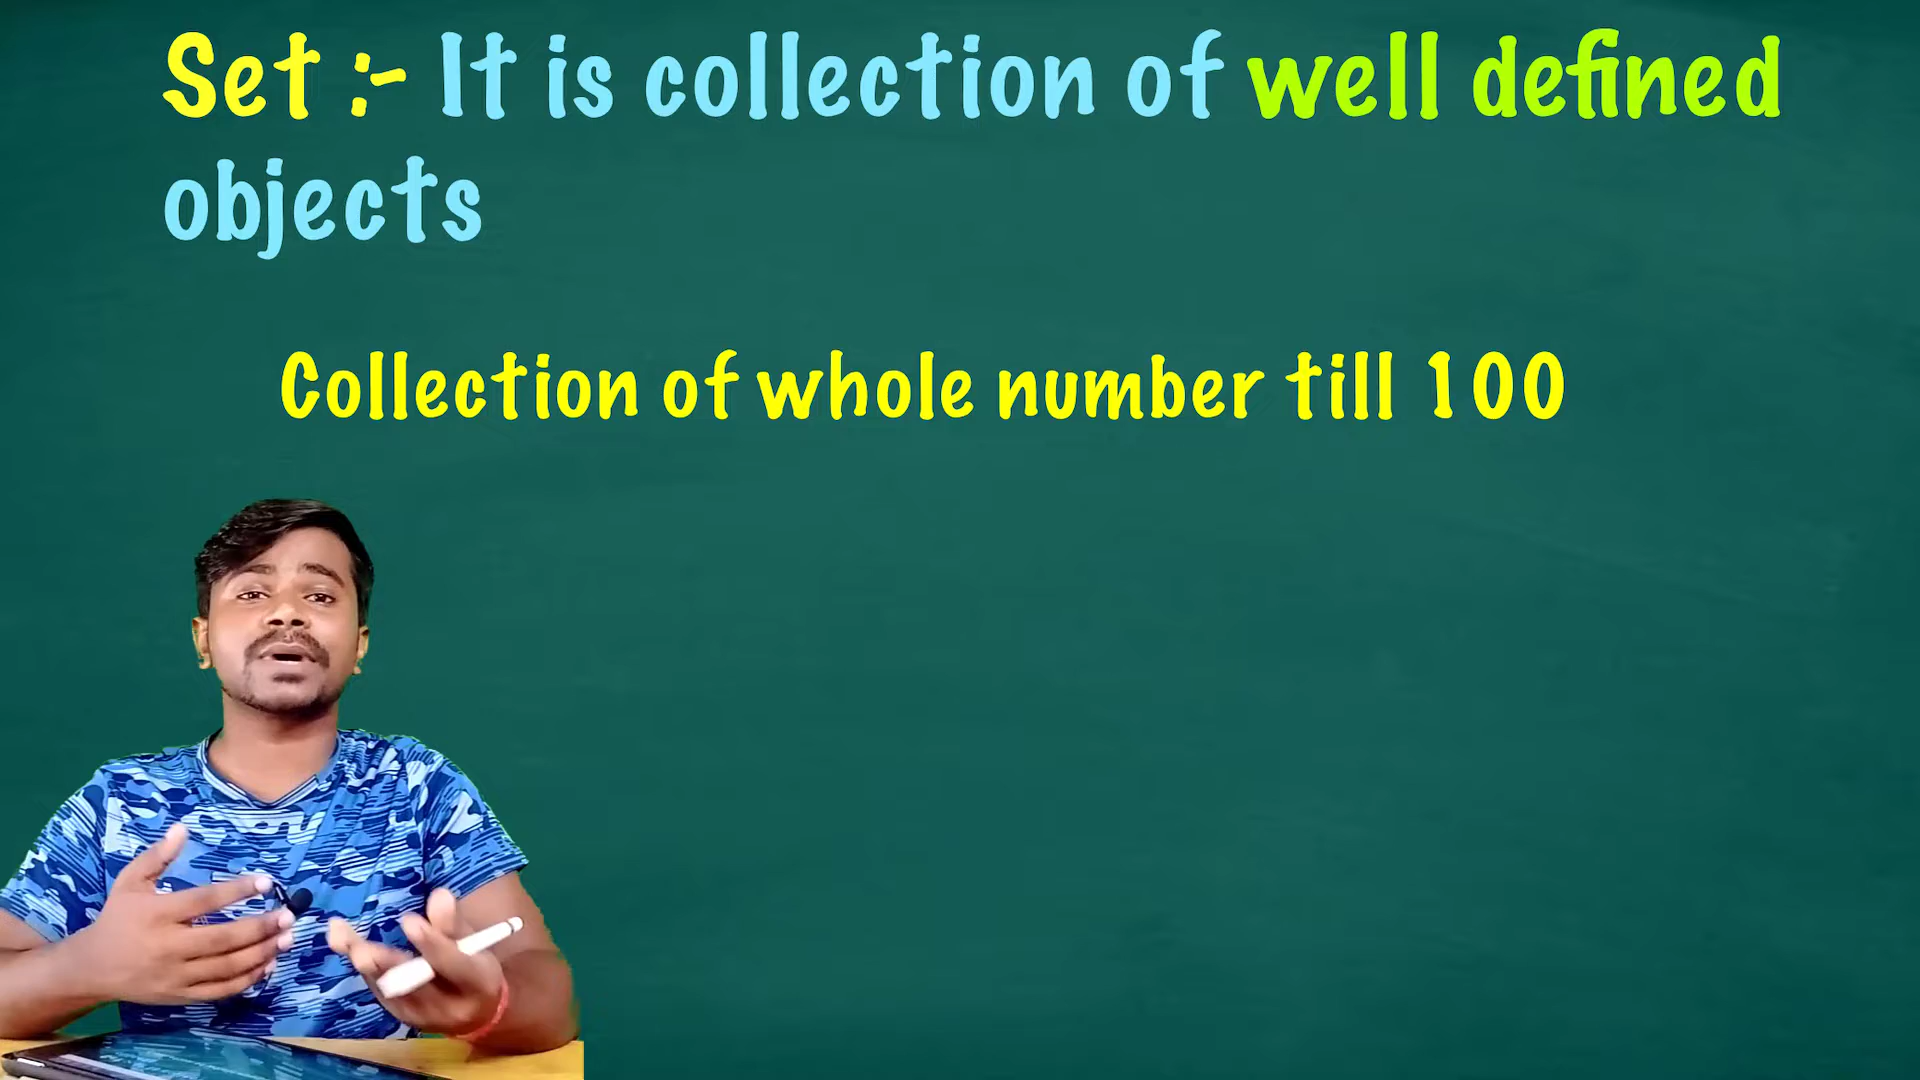 Set :- It is collection of well defined
objects
Collection of whole number till 100